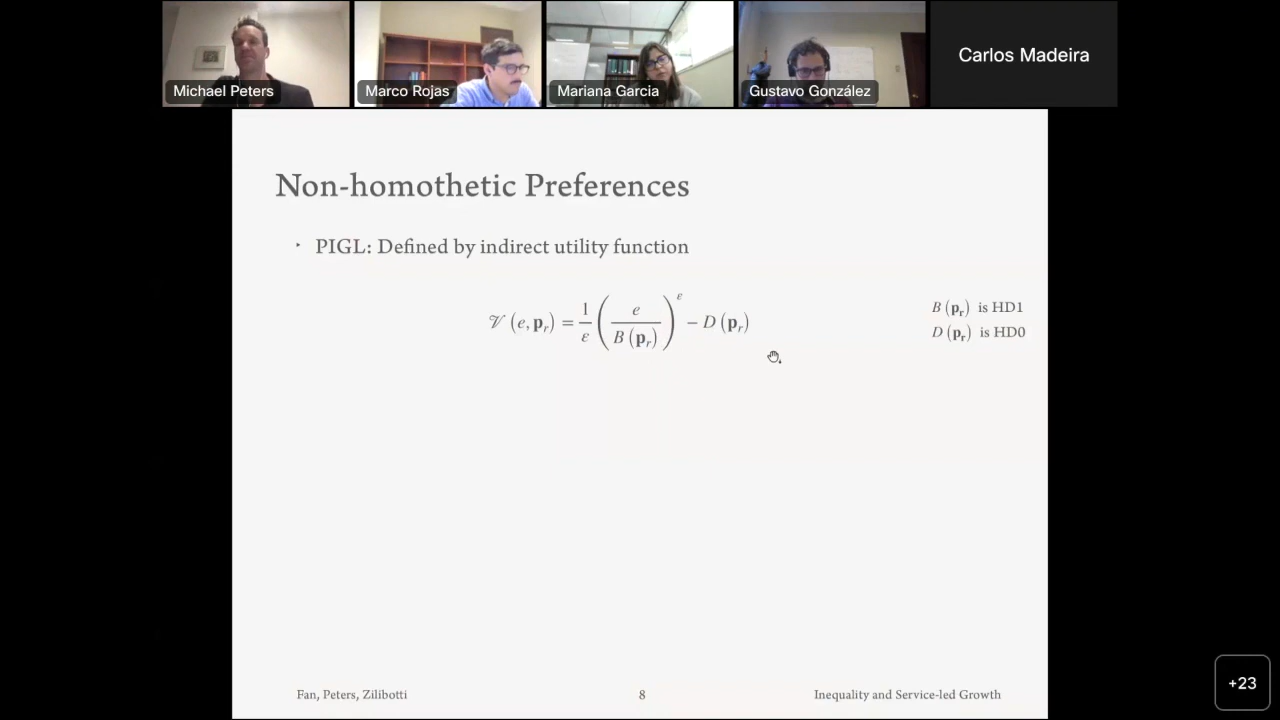 Michael Peters
Marco Rojas
Mariana Garcia
Gustavo González
Carlos Madeira
Non-homothetic Preferences
‣ PIGL: Defined by indirect utility function
𝒱 (e, 𝐩ᵣ) = 1/ε (e / B (𝐩ᵣ))^ε − D (𝐩ᵣ)
B (𝐩ᵣ) is HD1
D (𝐩ᵣ) is HD0
Fan, Peters, Zilibotti
8
Inequality and Service-led Growth
+23